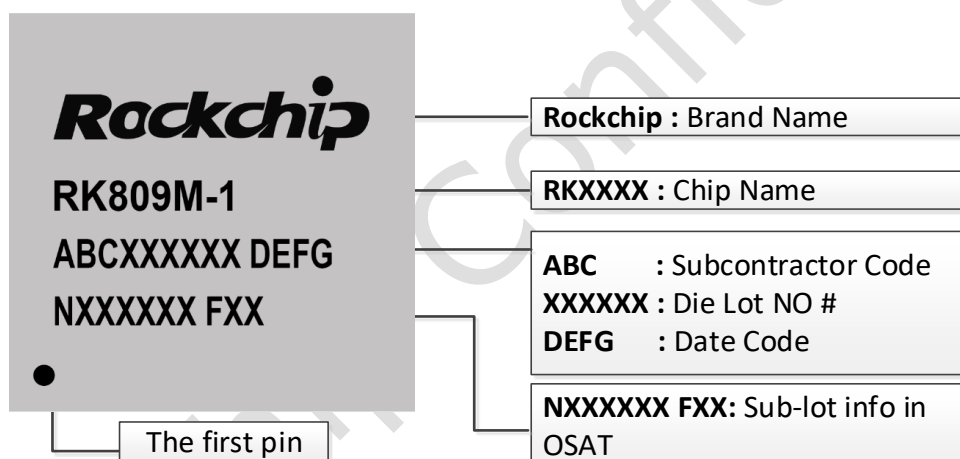 Rockchip
RK809M-1
ABCXXXXXX DEFG
NXXXXXX FXX
The first pin
Rockchip : Brand Name
RKXXXX : Chip Name
ABC : Subcontractor Code
XXXXXX : Die Lot NO #
DEFG : Date Code
NXXXXXX FXX: Sub-lot info in
OSAT